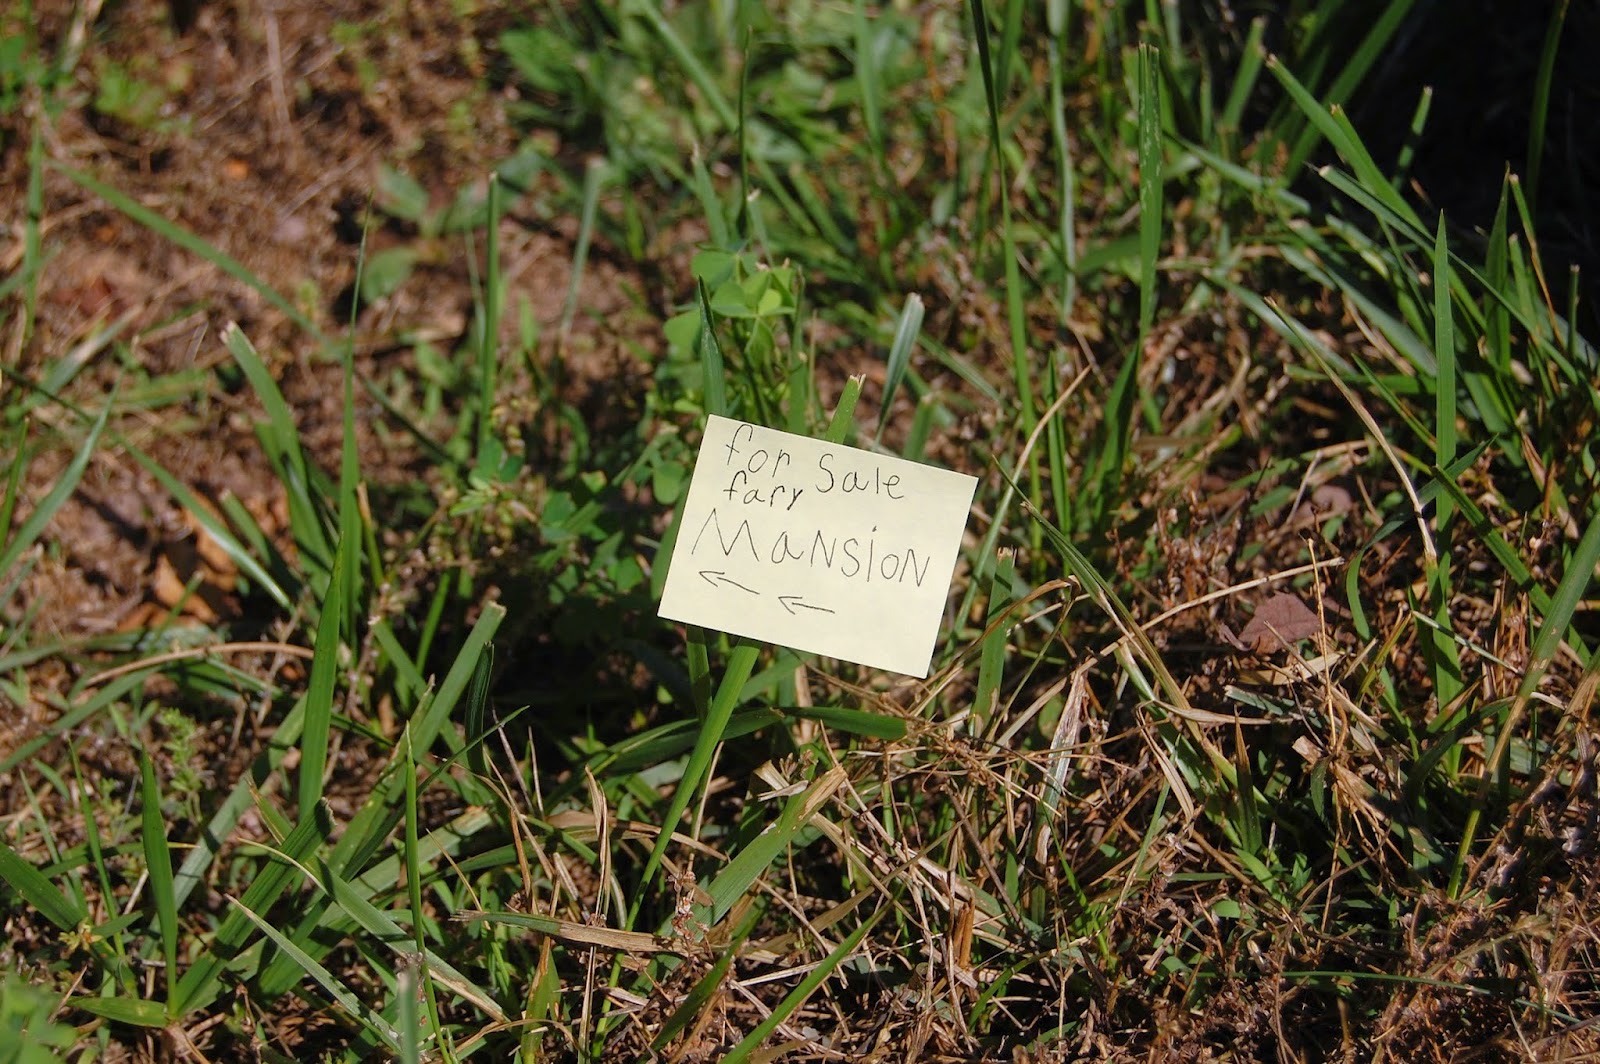 for Sale
fary
Mansion
← ←